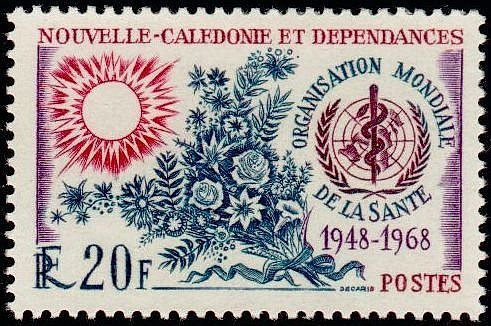 NOUVELLE-CALEDONIE ET DEPENDANCES
ORGANISATION MONDIALE
DE LA SANTE
1948-1968
RF 20F
POSTES
DECARIS